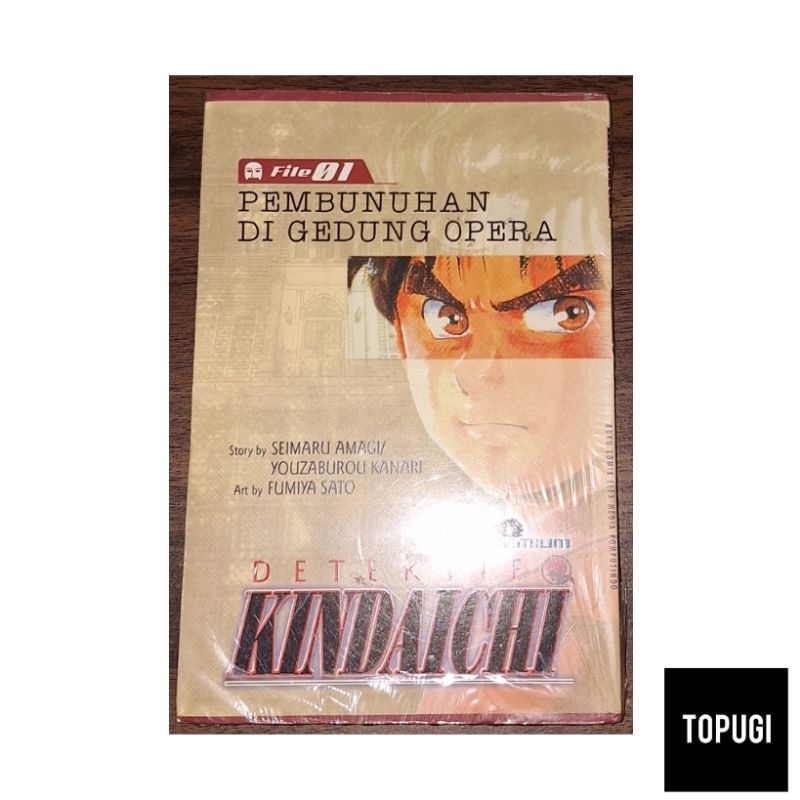 File 01
PEMBUNUHAN
DI GEDUNG OPERA
Story by SEIMARU AMAGI/
YOUZABUROU KANARI
Art by FUMIYA SATO
KINDAICHI
TOPUGI